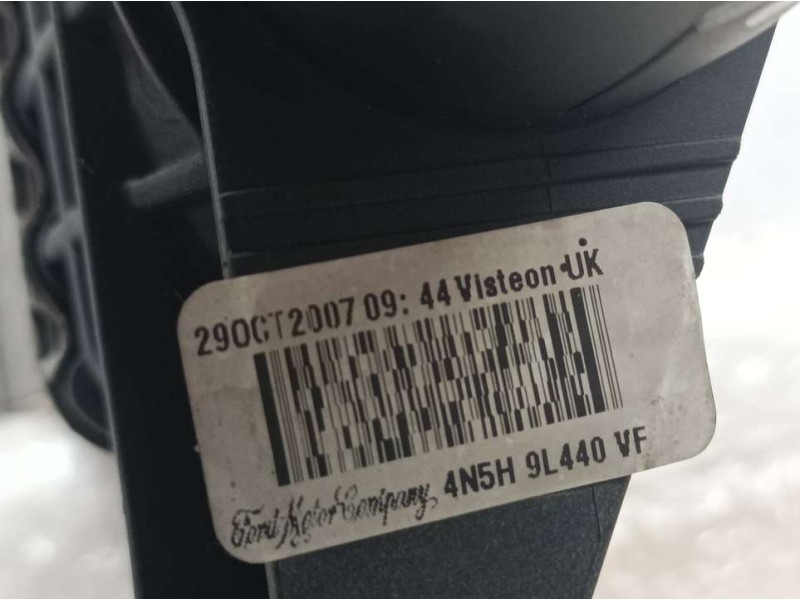 29OCT2007 09: 44 Visteon-UK
Ford Motor Company, 4N5H 9L440 VF